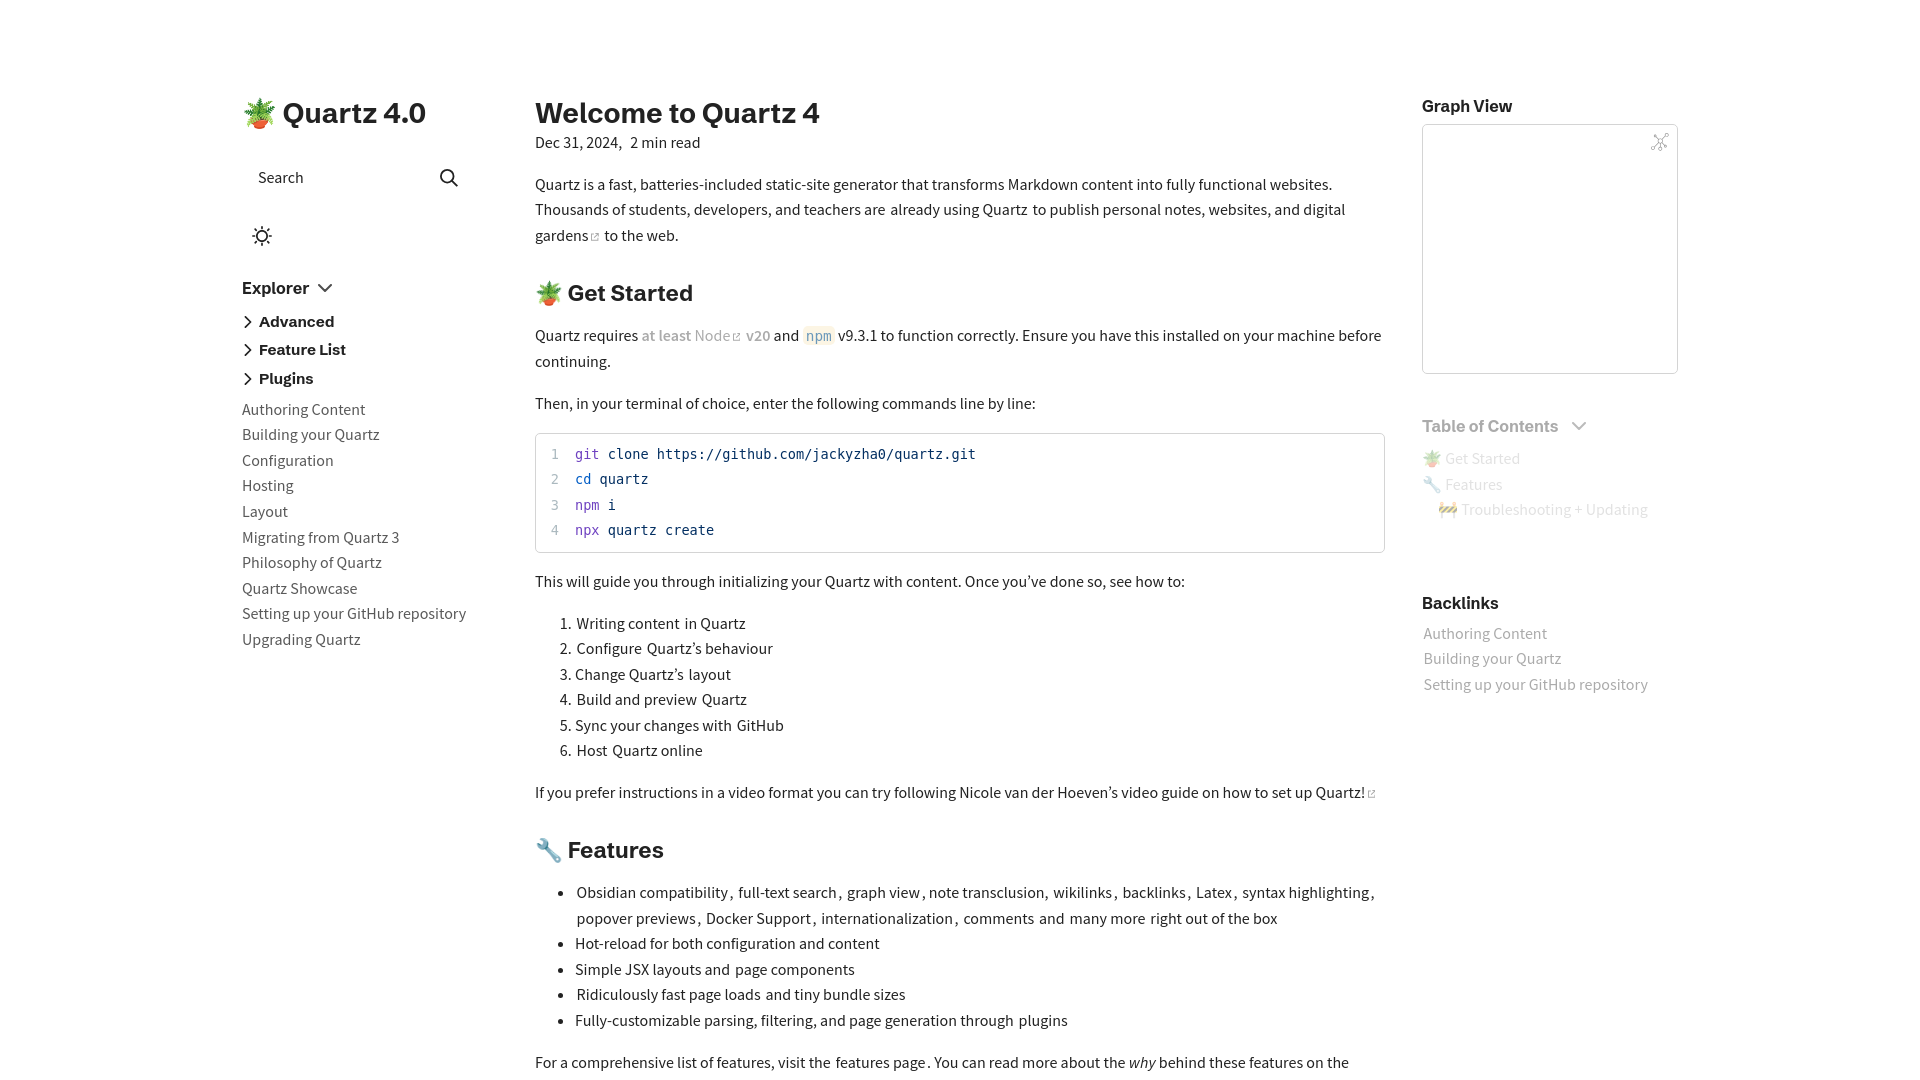 🪴 Quartz 4.0
Search
Explorer
Advanced
Feature List
Plugins
Authoring Content
Building your Quartz
Configuration
Hosting
Layout
Migrating from Quartz 3
Philosophy of Quartz
Quartz Showcase
Setting up your GitHub repository
Upgrading Quartz
Welcome to Quartz 4
Dec 31, 2024, 2 min read
Quartz is a fast, batteries-included static-site generator that transforms Markdown content into fully functional websites.
Thousands of students, developers, and teachers are already using Quartz to publish personal notes, websites, and digital
gardens to the web.
🪴 Get Started
Quartz requires at least Node v20 and npm v9.3.1 to function correctly. Ensure you have this installed on your machine before
continuing.
Then, in your terminal of choice, enter the following commands line by line:
1 git clone https://github.com/jackyzha0/quartz.git
2 cd quartz
3 npm i
4 npx quartz create
This will guide you through initializing your Quartz with content. Once you’ve done so, see how to:
1. Writing content in Quartz
2. Configure Quartz’s behaviour
3. Change Quartz’s layout
4. Build and preview Quartz
5. Sync your changes with GitHub
6. Host Quartz online
If you prefer instructions in a video format you can try following Nicole van der Hoeven’s video guide on how to set up Quartz!
🔧 Features
• Obsidian compatibility, full-text search, graph view, note transclusion, wikilinks, backlinks, Latex, syntax highlighting,
popover previews, Docker Support, internationalization, comments and many more right out of the box
• Hot-reload for both configuration and content
• Simple JSX layouts and page components
• Ridiculously fast page loads and tiny bundle sizes
• Fully-customizable parsing, filtering, and page generation through plugins
For a comprehensive list of features, visit the features page. You can read more about the why behind these features on the
Graph View
Table of Contents
🪴 Get Started
🔧 Features
🚧 Troubleshooting + Updating
Backlinks
Authoring Content
Building your Quartz
Setting up your GitHub repository